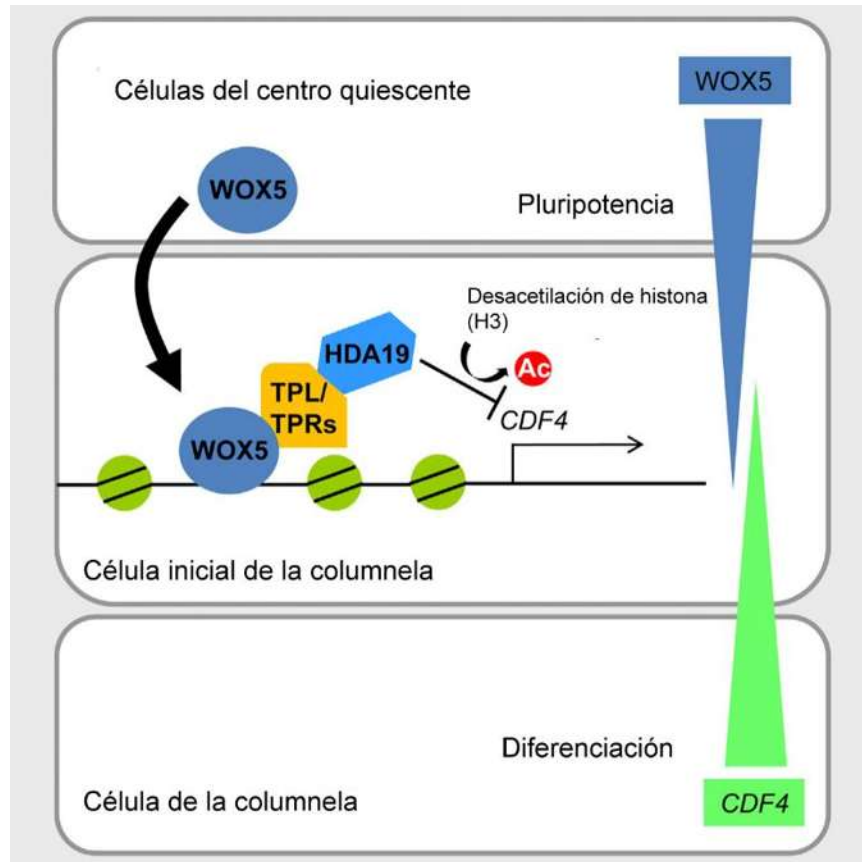 Células del centro quiescente
WOX5
WOX5
Pluripotencia
Desacetilación de histona
(H3)
HDA19
Ac
TPL/
TPRs
CDF4
WOX5
Célula inicial de la columnela
Diferenciación
Célula de la columnela
CDF4